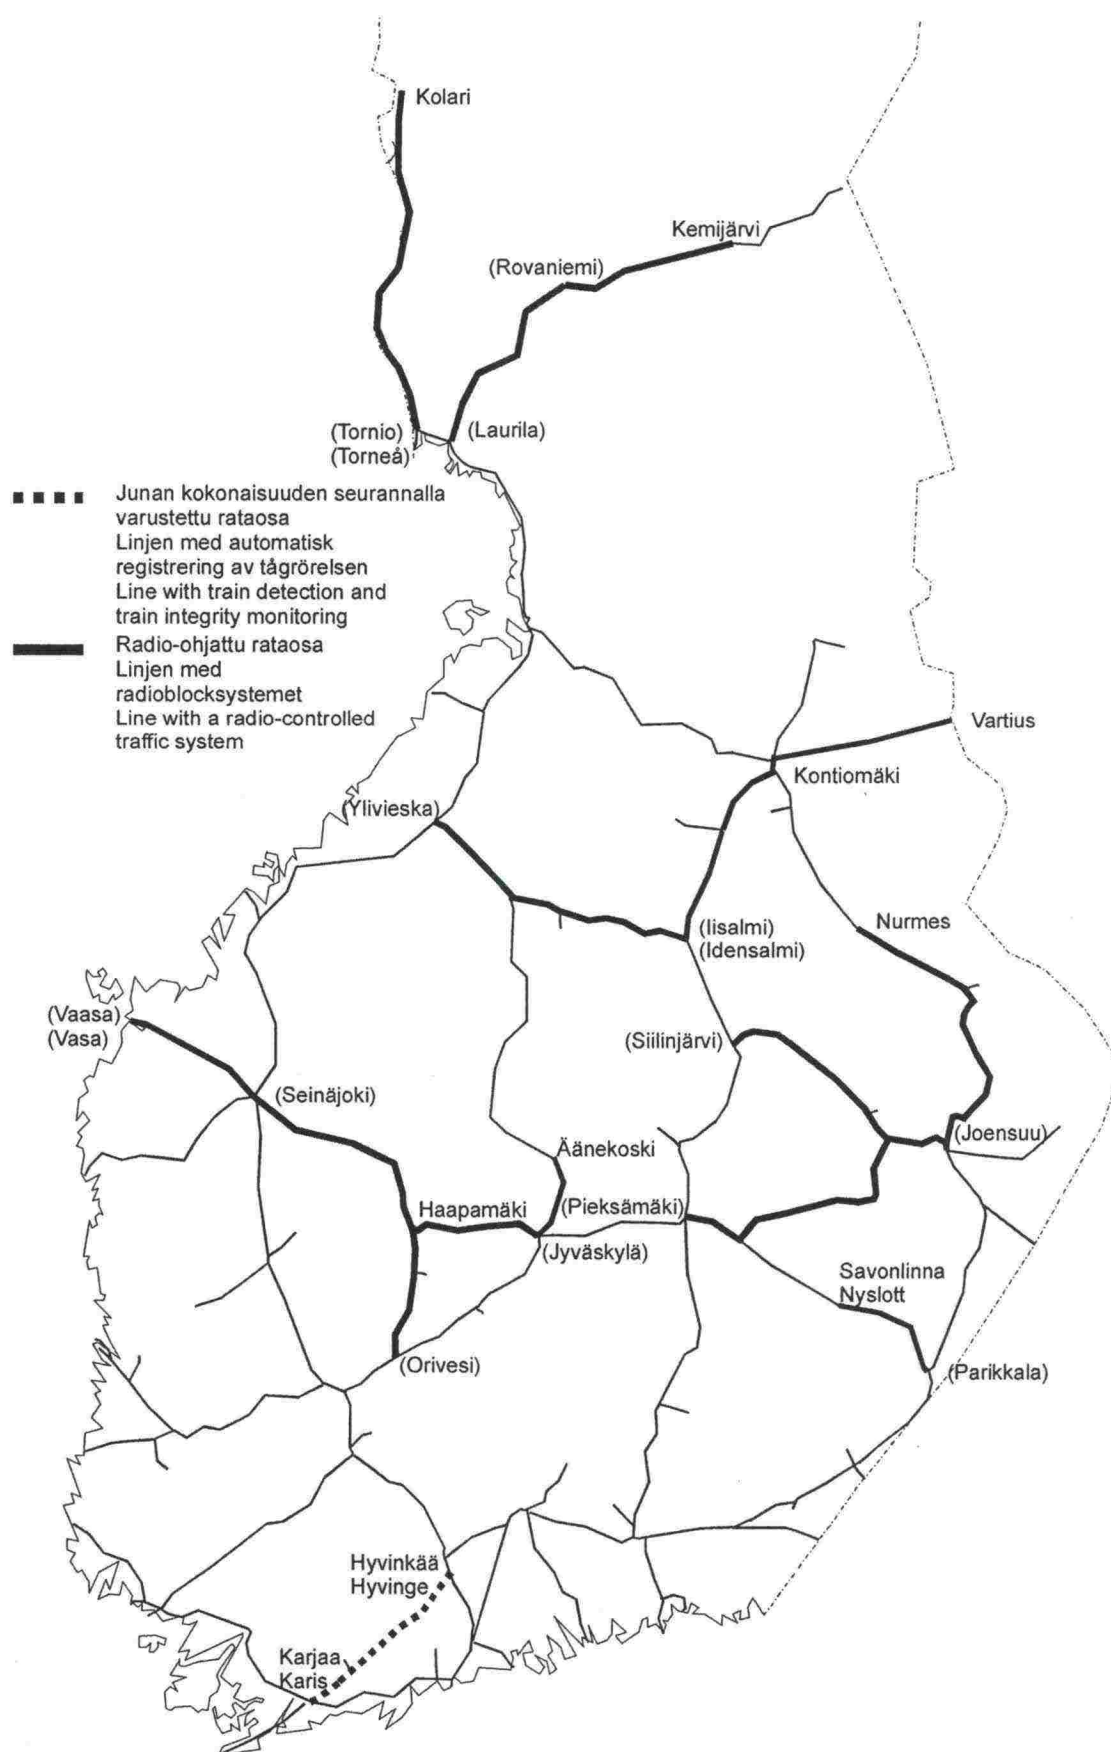 Kolari
Kemijärvi
(Rovaniemi)
(Tornio)
(Torneå)
(Laurila)
Junan kokonaisuuden seurannalla
varustettu rataosa
Linjen med automatisk
registrering av tågrörelsen
Line with train detection and
train integrity monitoring
Radio-ohjattu rataosa
Linjen med
radioblocksystemet
Line with a radio-controlled
traffic system
Vartius
Kontiomäki
(Ylivieska)
(Iisalmi)
(Idensalmi)
Nurmes
(Vaasa)
(Vasa)
(Siilinjärvi)
(Seinäjoki)
(Joensuu)
Äänekoski
Haapamäki
(Pieksämäki)
(Jyväskylä)
Savonlinna
Nyslott
(Orivesi)
(Parikkala)
Hyvinkää
Hyvinge
Karjaa
Karis